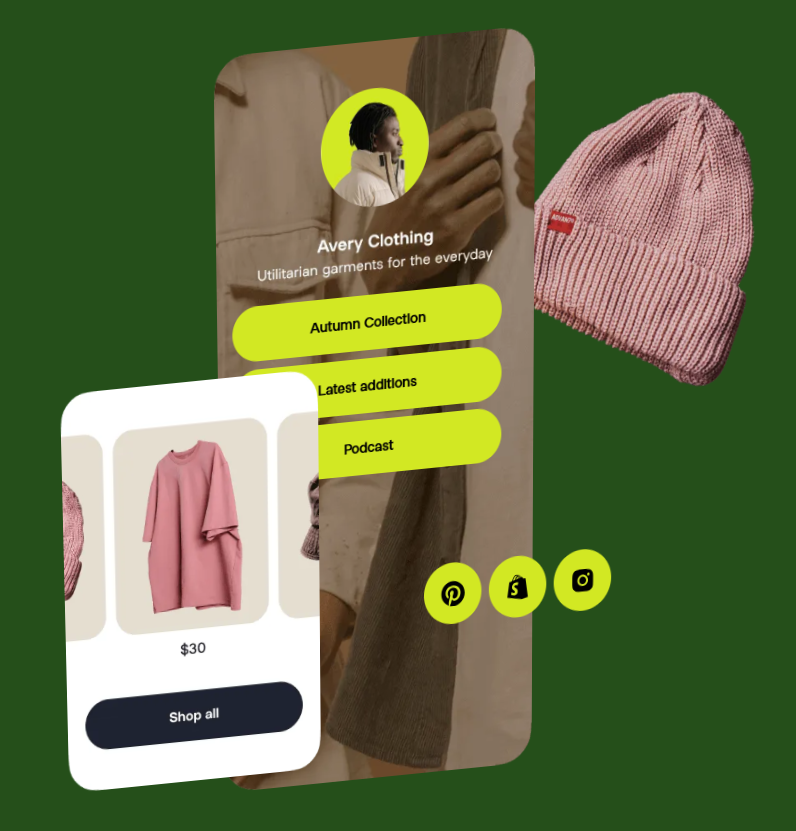 Avery Clothing
Utilitarian garments for the everyday
Autumn Collection
Latest additions
Podcast
$30
Shop all